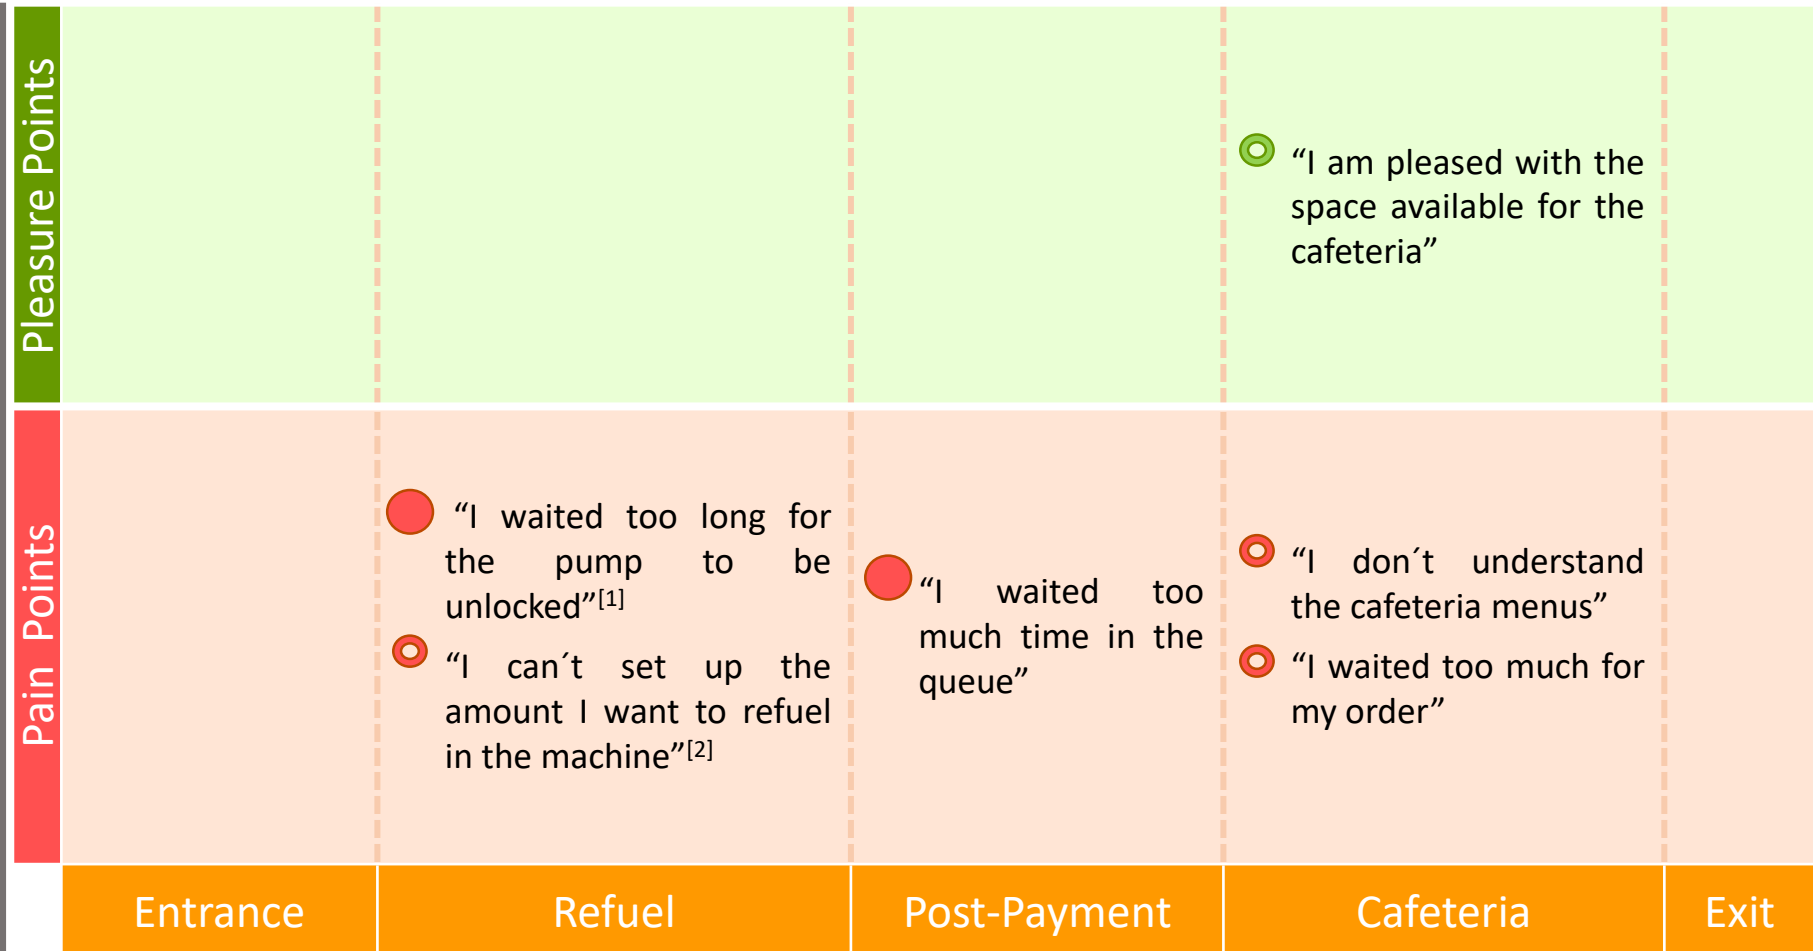 Pleasure Points
“I am pleased with the
space available for the
cafeteria”
Pain Points
“I waited too long for
the pump to be
unlocked”[1]
“I can´t set up the
amount I want to refuel
in the machine”[2]
“I waited too
much time in the
queue”
“I don´t understand
the cafeteria menus”
“I waited too much for
my order”
Entrance
Refuel
Post-Payment
Cafeteria
Exit